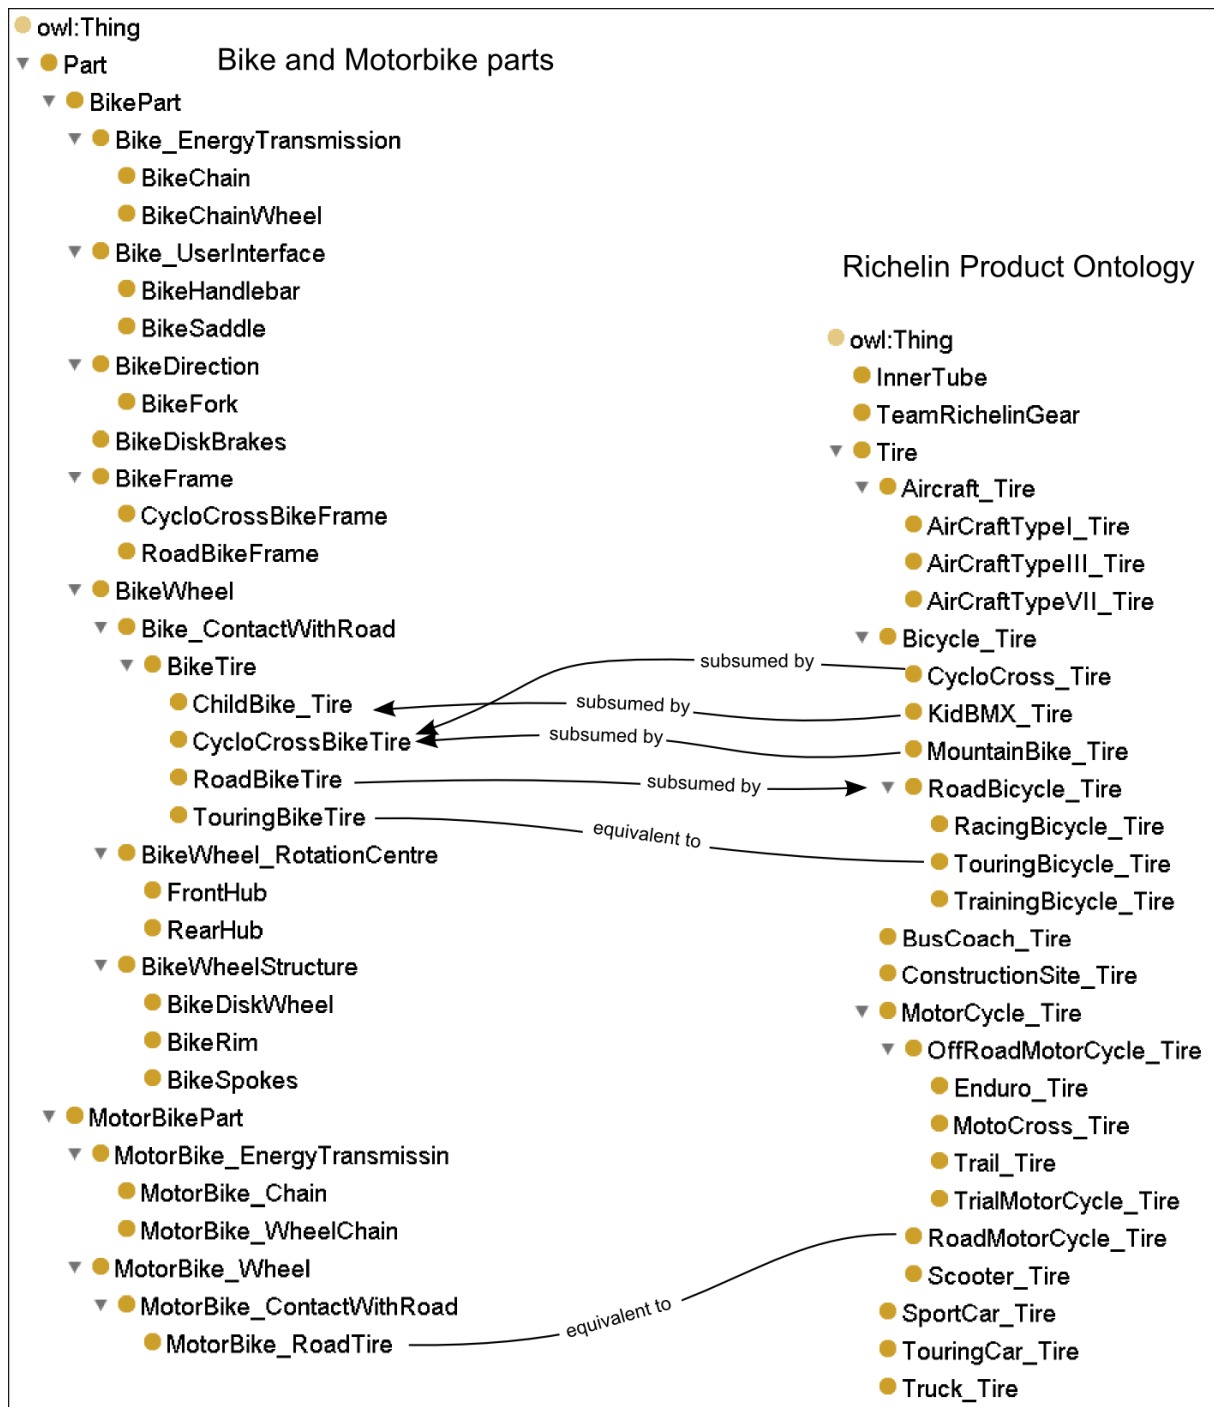 owl:Thing
Bike and Motorbike parts
Part
BikePart
Bike_EnergyTransmission
BikeChain
BikeChainWheel
Bike_UserInterface
BikeHandlebar
BikeSaddle
BikeDirection
BikeFork
BikeDiskBrakes
BikeFrame
CycloCrossBikeFrame
RoadBikeFrame
BikeWheel
Bike_ContactWithRoad
BikeTire
ChildBike_Tire
CycloCrossBikeTire
RoadBikeTire
TouringBikeTire
BikeWheel_RotationCentre
FrontHub
RearHub
BikeWheelStructure
BikeDiskWheel
BikeRim
BikeSpokes
MotorBikePart
MotorBike_EnergyTransmissin
MotorBike_Chain
MotorBike_WheelChain
MotorBike_Wheel
MotorBike_ContactWithRoad
MotorBike_RoadTire
subsumed by
subsumed by
subsumed by
subsumed by
equivalent to
equivalent to
Richelin Product Ontology
owl:Thing
InnerTube
TeamRichelinGear
Tire
Aircraft_Tire
AirCraftTypeI_Tire
AirCraftTypeIII_Tire
AirCraftTypeVII_Tire
Bicycle_Tire
CycloCross_Tire
KidBMX_Tire
MountainBike_Tire
RoadBicycle_Tire
RacingBicycle_Tire
TouringBicycle_Tire
TrainingBicycle_Tire
BusCoach_Tire
ConstructionSite_Tire
MotorCycle_Tire
OffRoadMotorCycle_Tire
Enduro_Tire
MotoCross_Tire
Trail_Tire
TrialMotorCycle_Tire
RoadMotorCycle_Tire
Scooter_Tire
SportCar_Tire
TouringCar_Tire
Truck_Tire